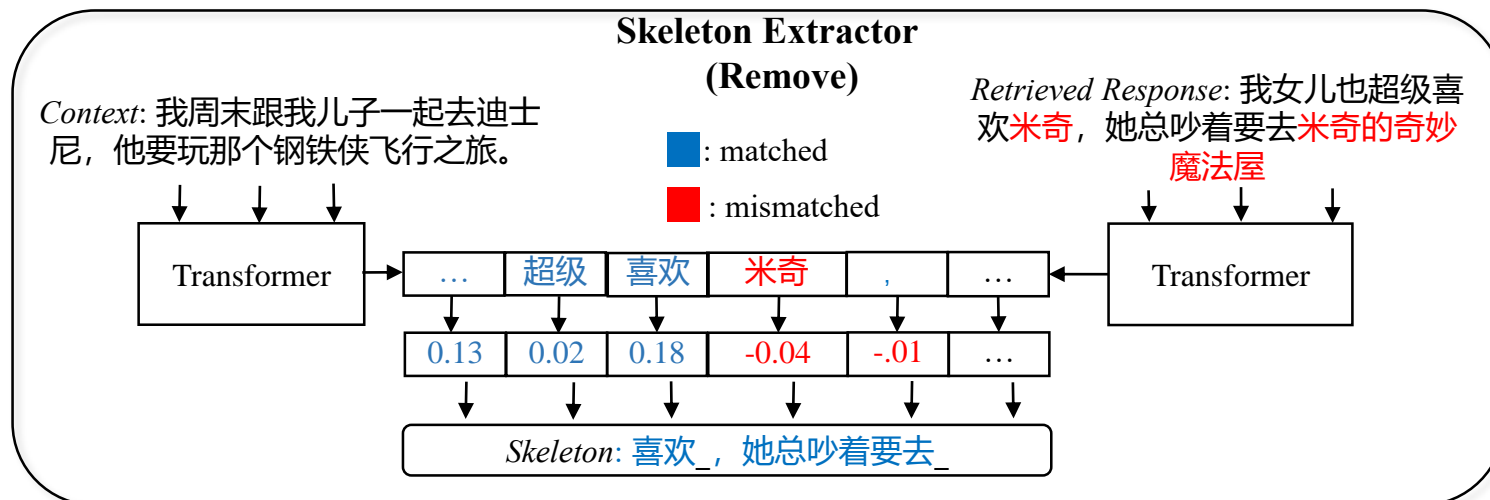 Skeleton Extractor
(Remove)
Context: 我周末跟我儿子一起去迪士
尼，他要玩那个钢铁侠飞行之旅。
Retrieved Response: 我女儿也超级喜
欢米奇，她总吵着要去米奇的奇妙
魔法屋
: matched
: mismatched
Transformer
… 超级 喜欢 米奇 , …
Transformer
0.13 0.02 0.18 -0.04 -.01 …
Skeleton: 喜欢_，她总吵着要去_